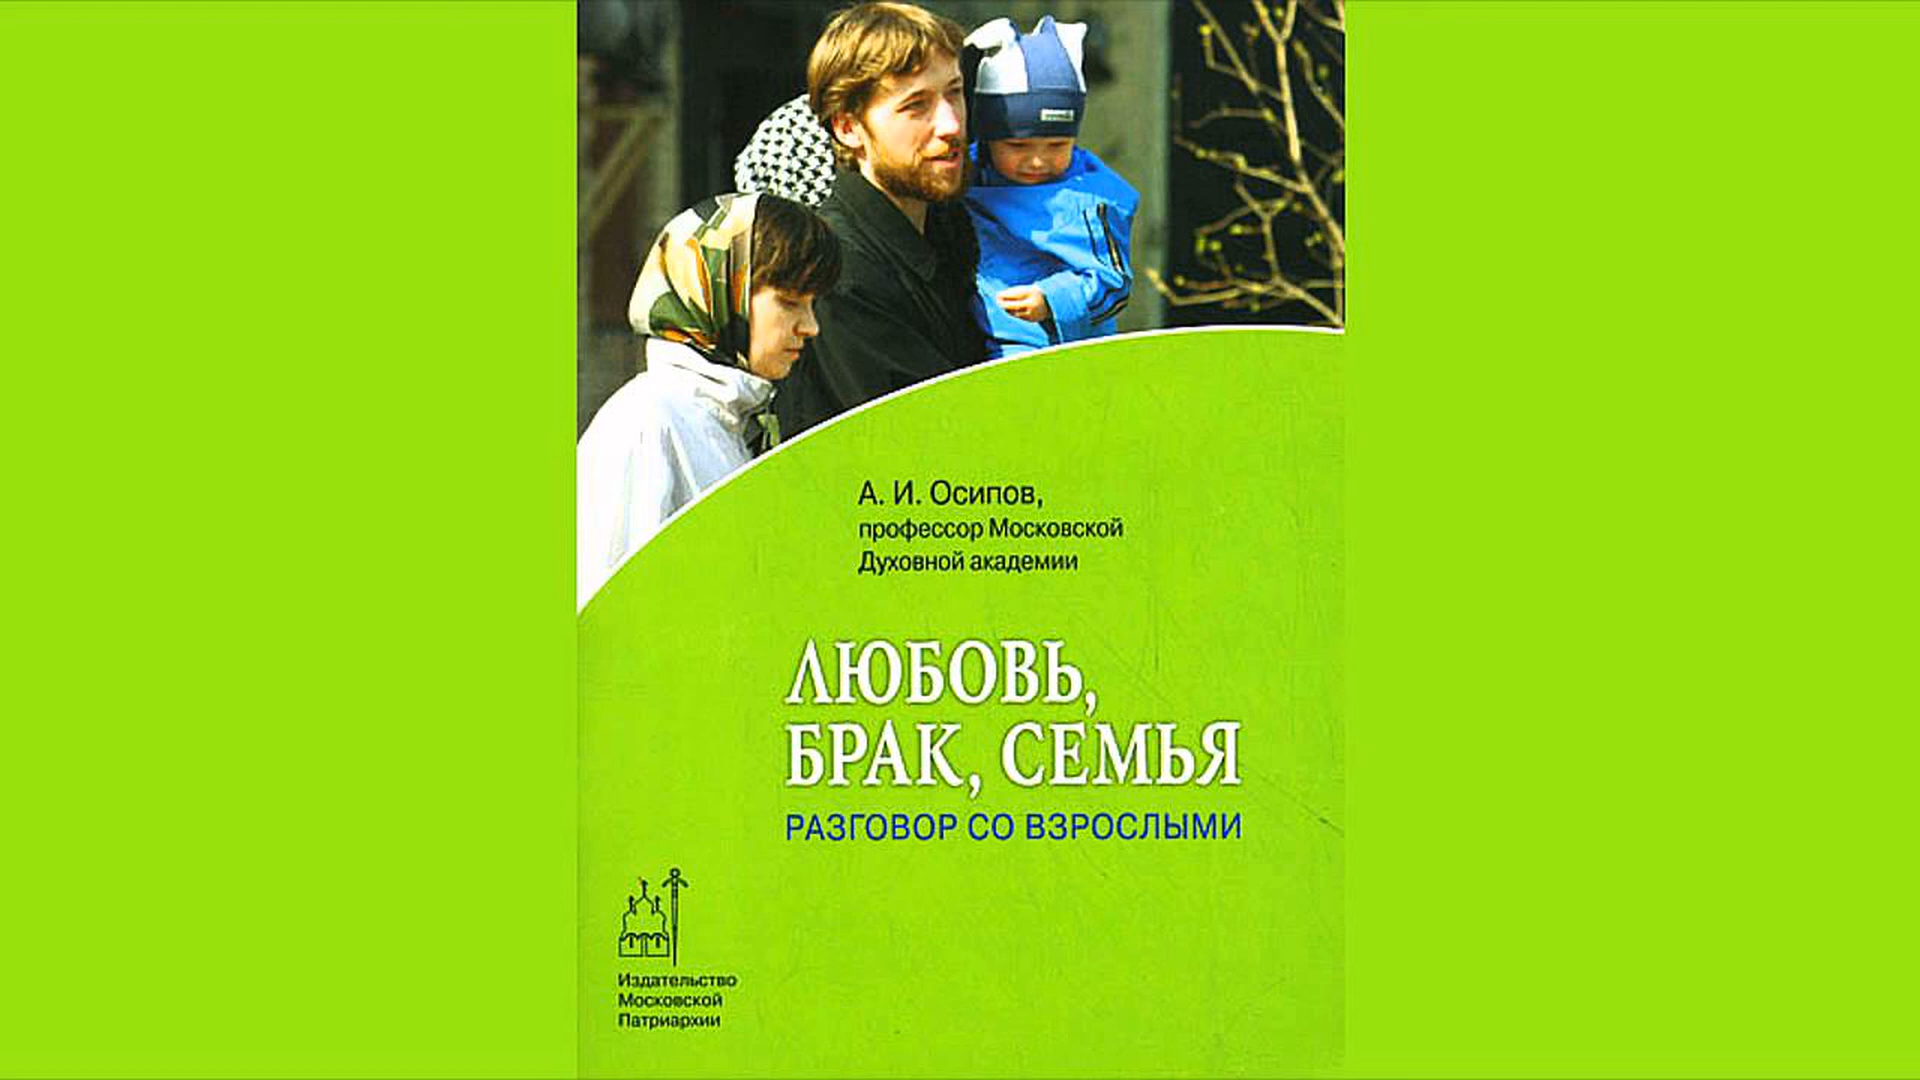 А. И. Осипов,
профессор Московской
Духовной академии
ЛЮБОВЬ,
БРАК, СЕМЬЯ
РАЗГОВОР СО ВЗРОСЛЫМИ
Издательство
Московской
Патриархии